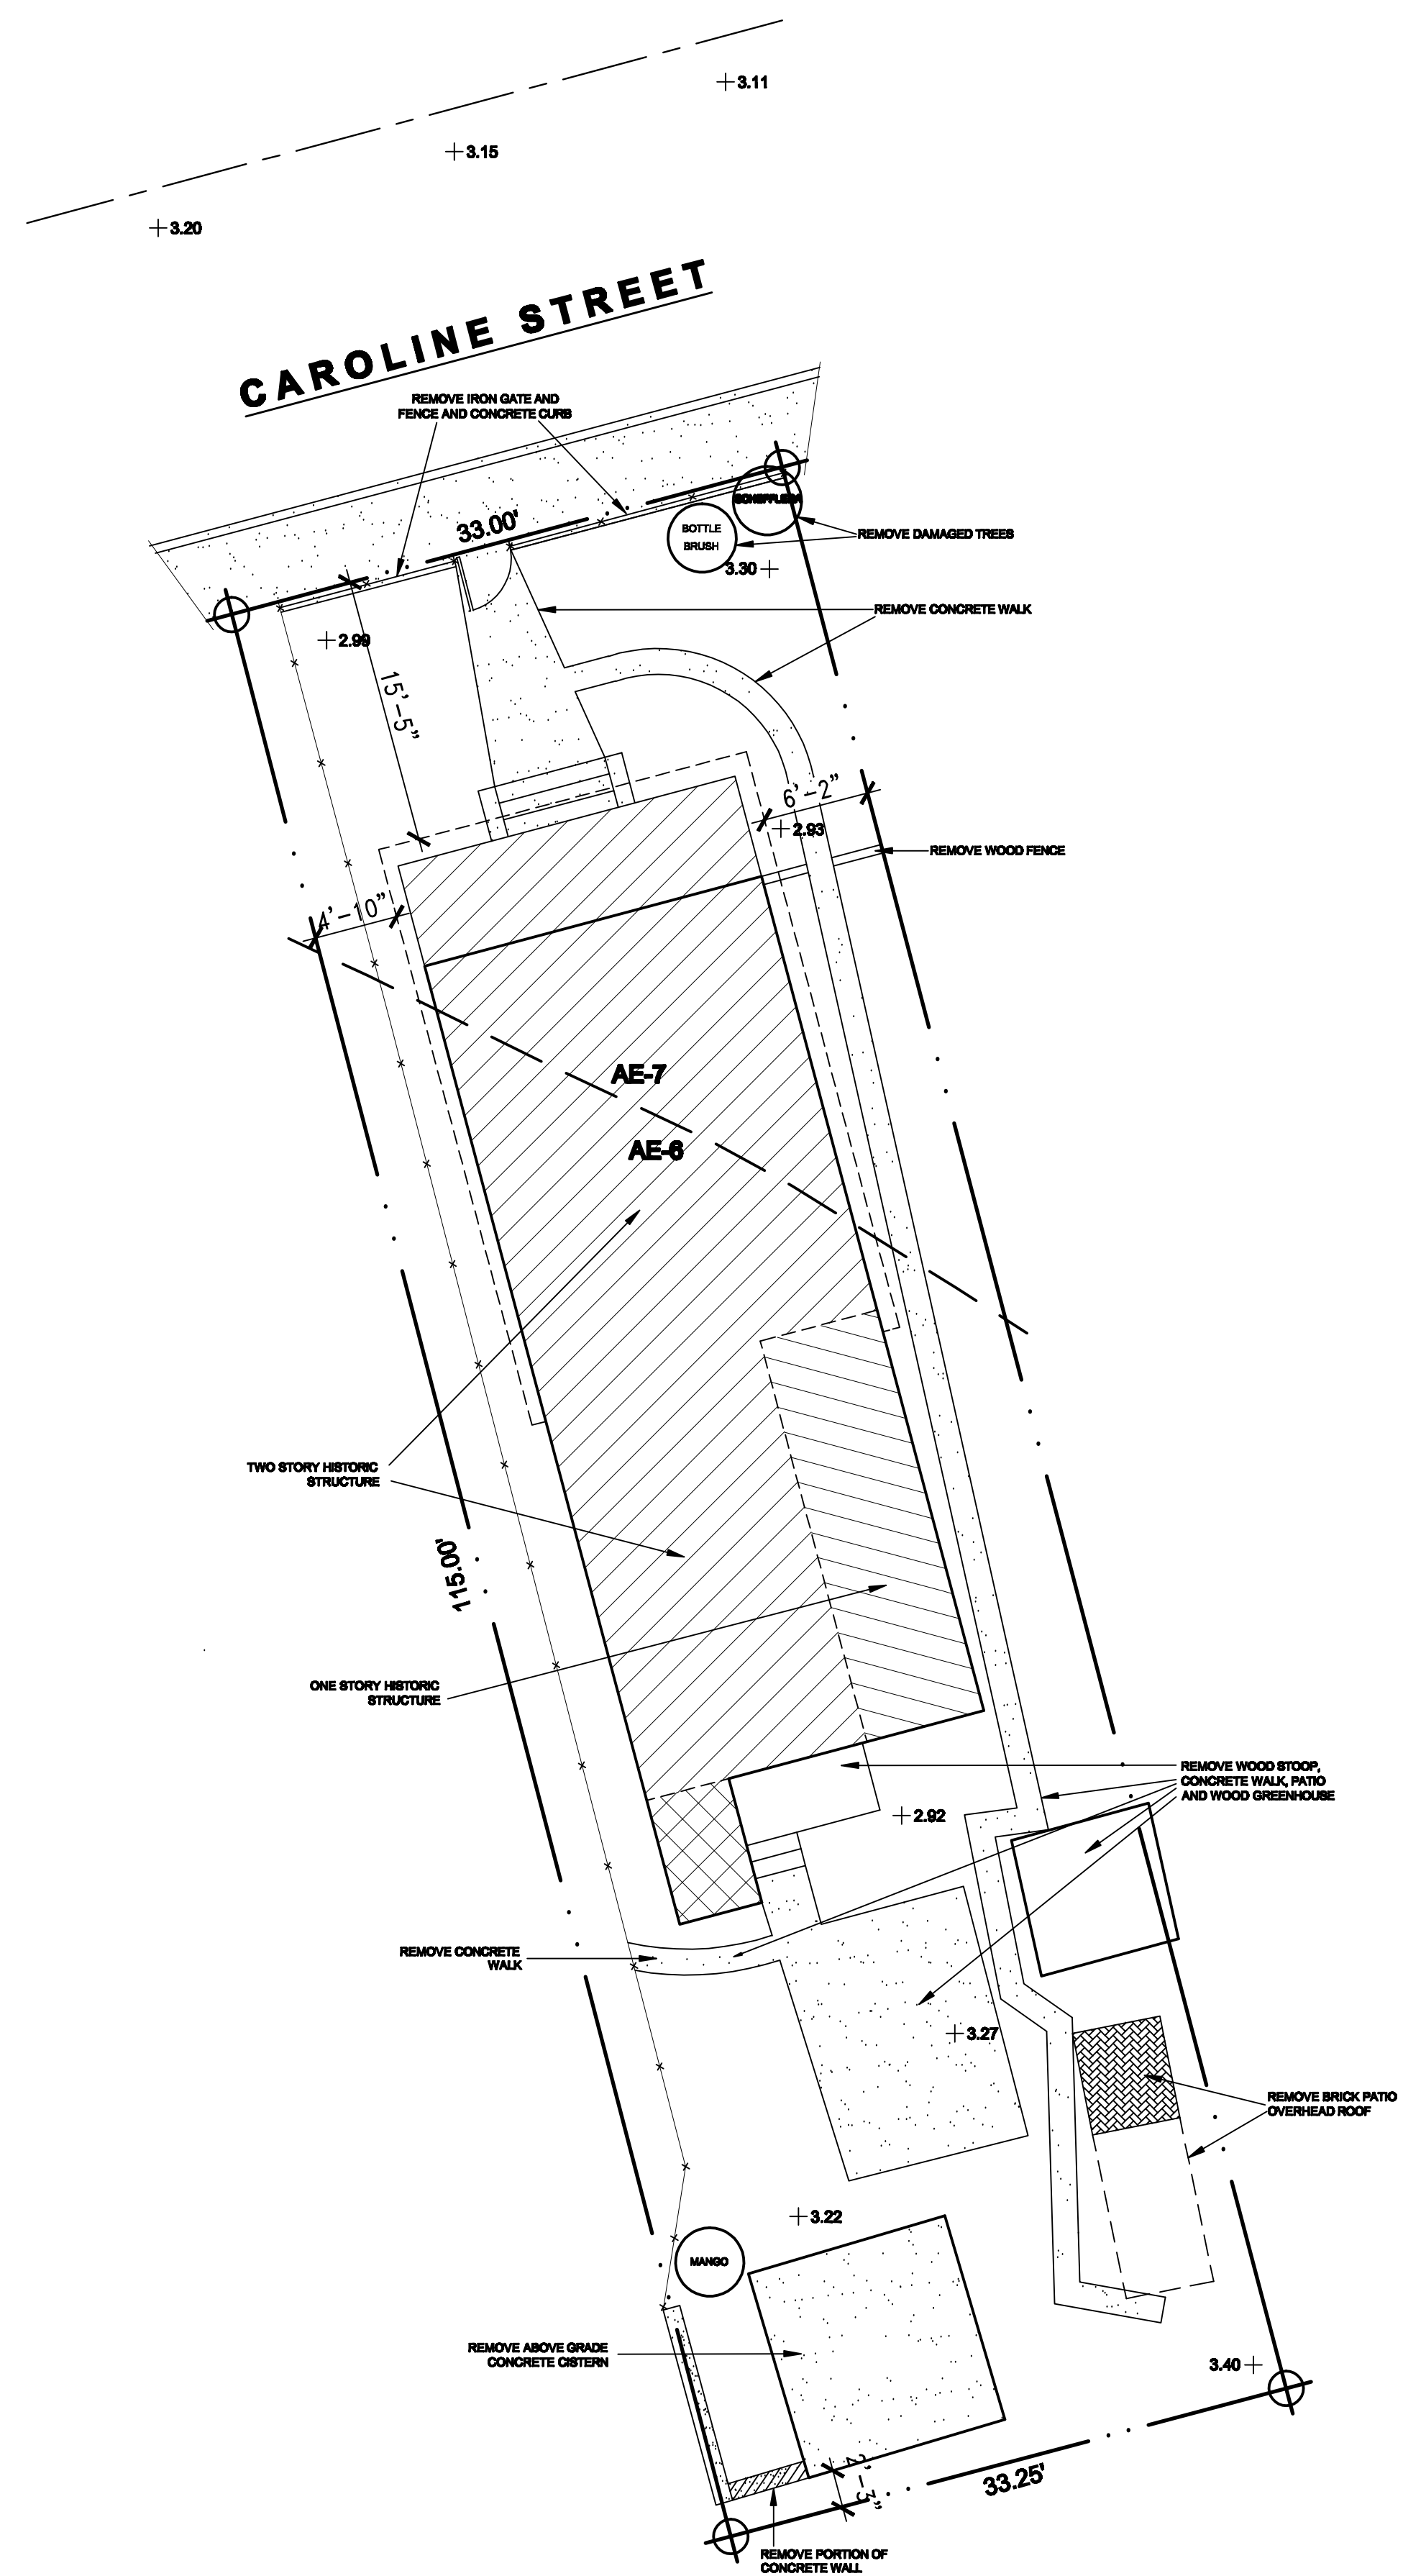 3.11
3.15
3.20
CAROLINE STREET
REMOVE IRON GATE AND
FENCE AND CONCRETE CURB
SCHEFFLERA
33.00'
BOTTLE
BRUSH
REMOVE DAMAGED TREES
3.30
REMOVE CONCRETE WALK
2.99
15'-5"
6'-2"
2.93
REMOVE WOOD FENCE
4'-10"
AE-7
AE-6
TWO STORY HISTORIC
STRUCTURE
115.00'
ONE STORY HISTORIC
STRUCTURE
REMOVE WOOD STOOP,
CONCRETE WALK, PATIO
AND WOOD GREENHOUSE
2.92
REMOVE CONCRETE
WALK
3.27
REMOVE BRICK PATIO
OVERHEAD ROOF
3.22
MANGO
REMOVE ABOVE GRADE
CONCRETE CISTERN
3.40
2'-3"
33.25'
REMOVE PORTION OF
CONCRETE WALL